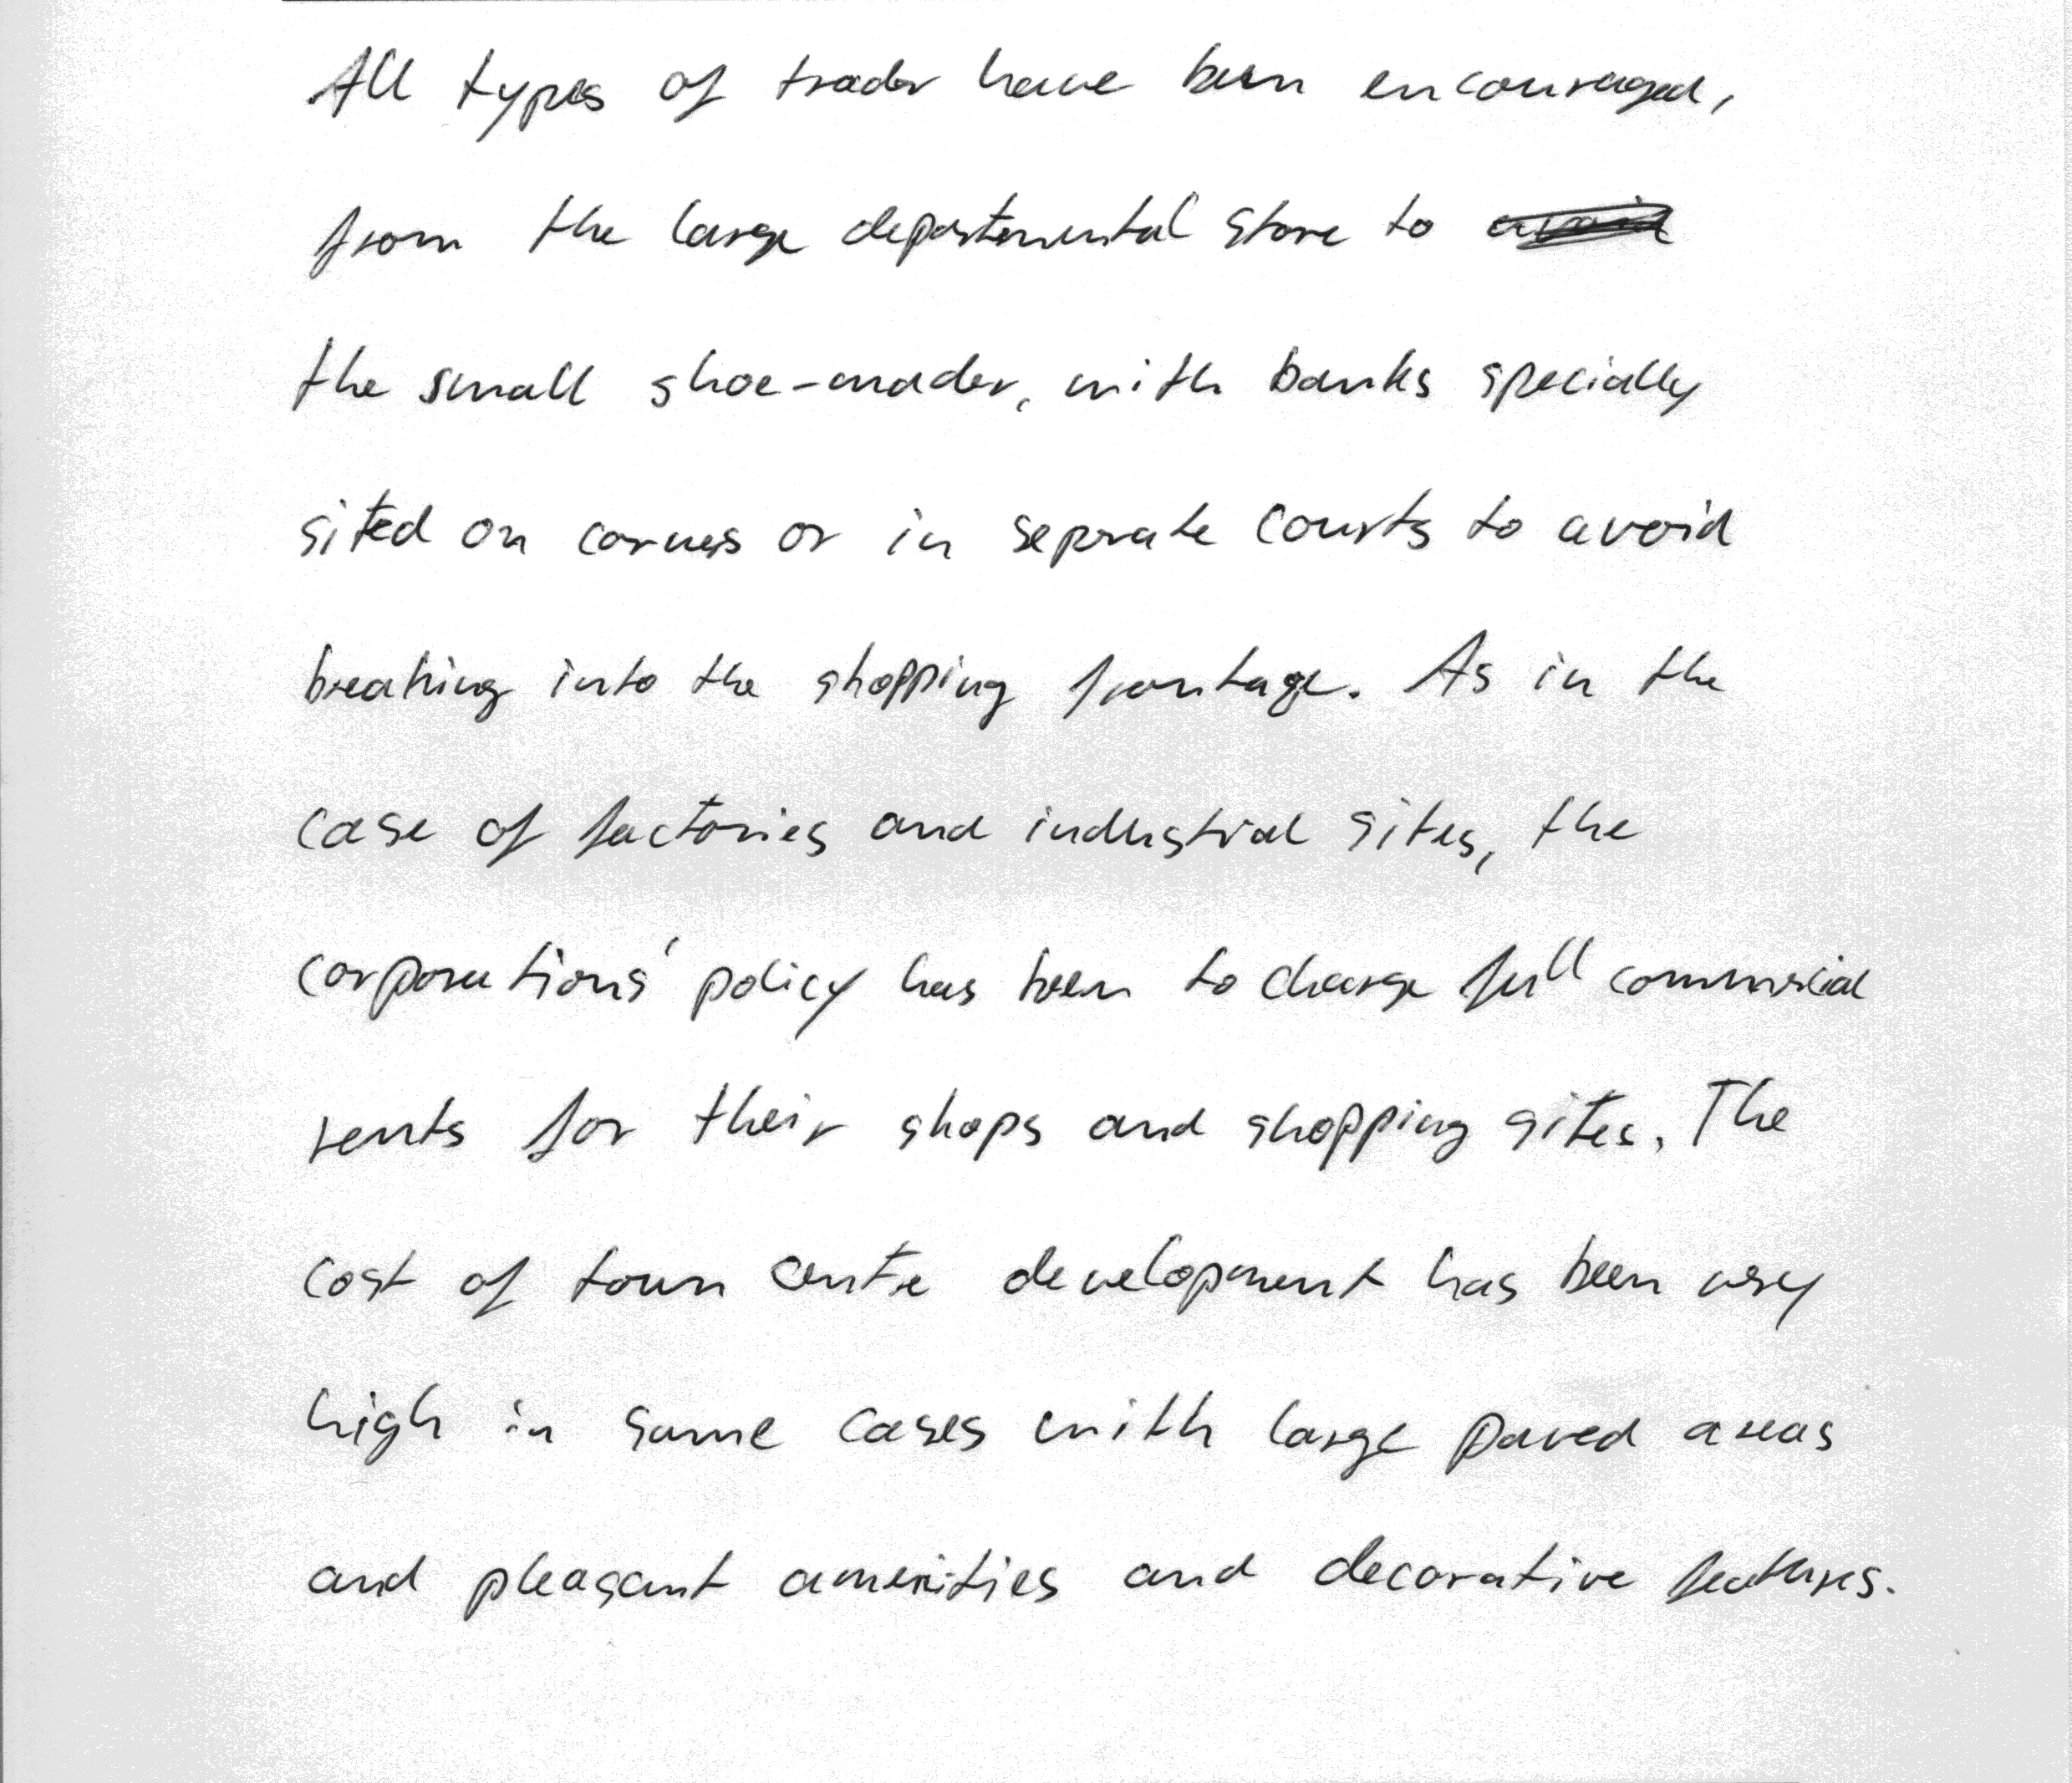 All types of trader have been encouraged,
from the large departemental store to
the small shoe-mader, with banks specially
sited on corners or in seprate courts to avoid
breaking into the shopping frontage. As in the
case of factories and industrial sites, the
corporations' policy has been to charge full commercial
rents for their shops and shopping sites. The
cost of town centre development has been very
high in some cases with large paved areas
and pleasant amenities and decorative features.